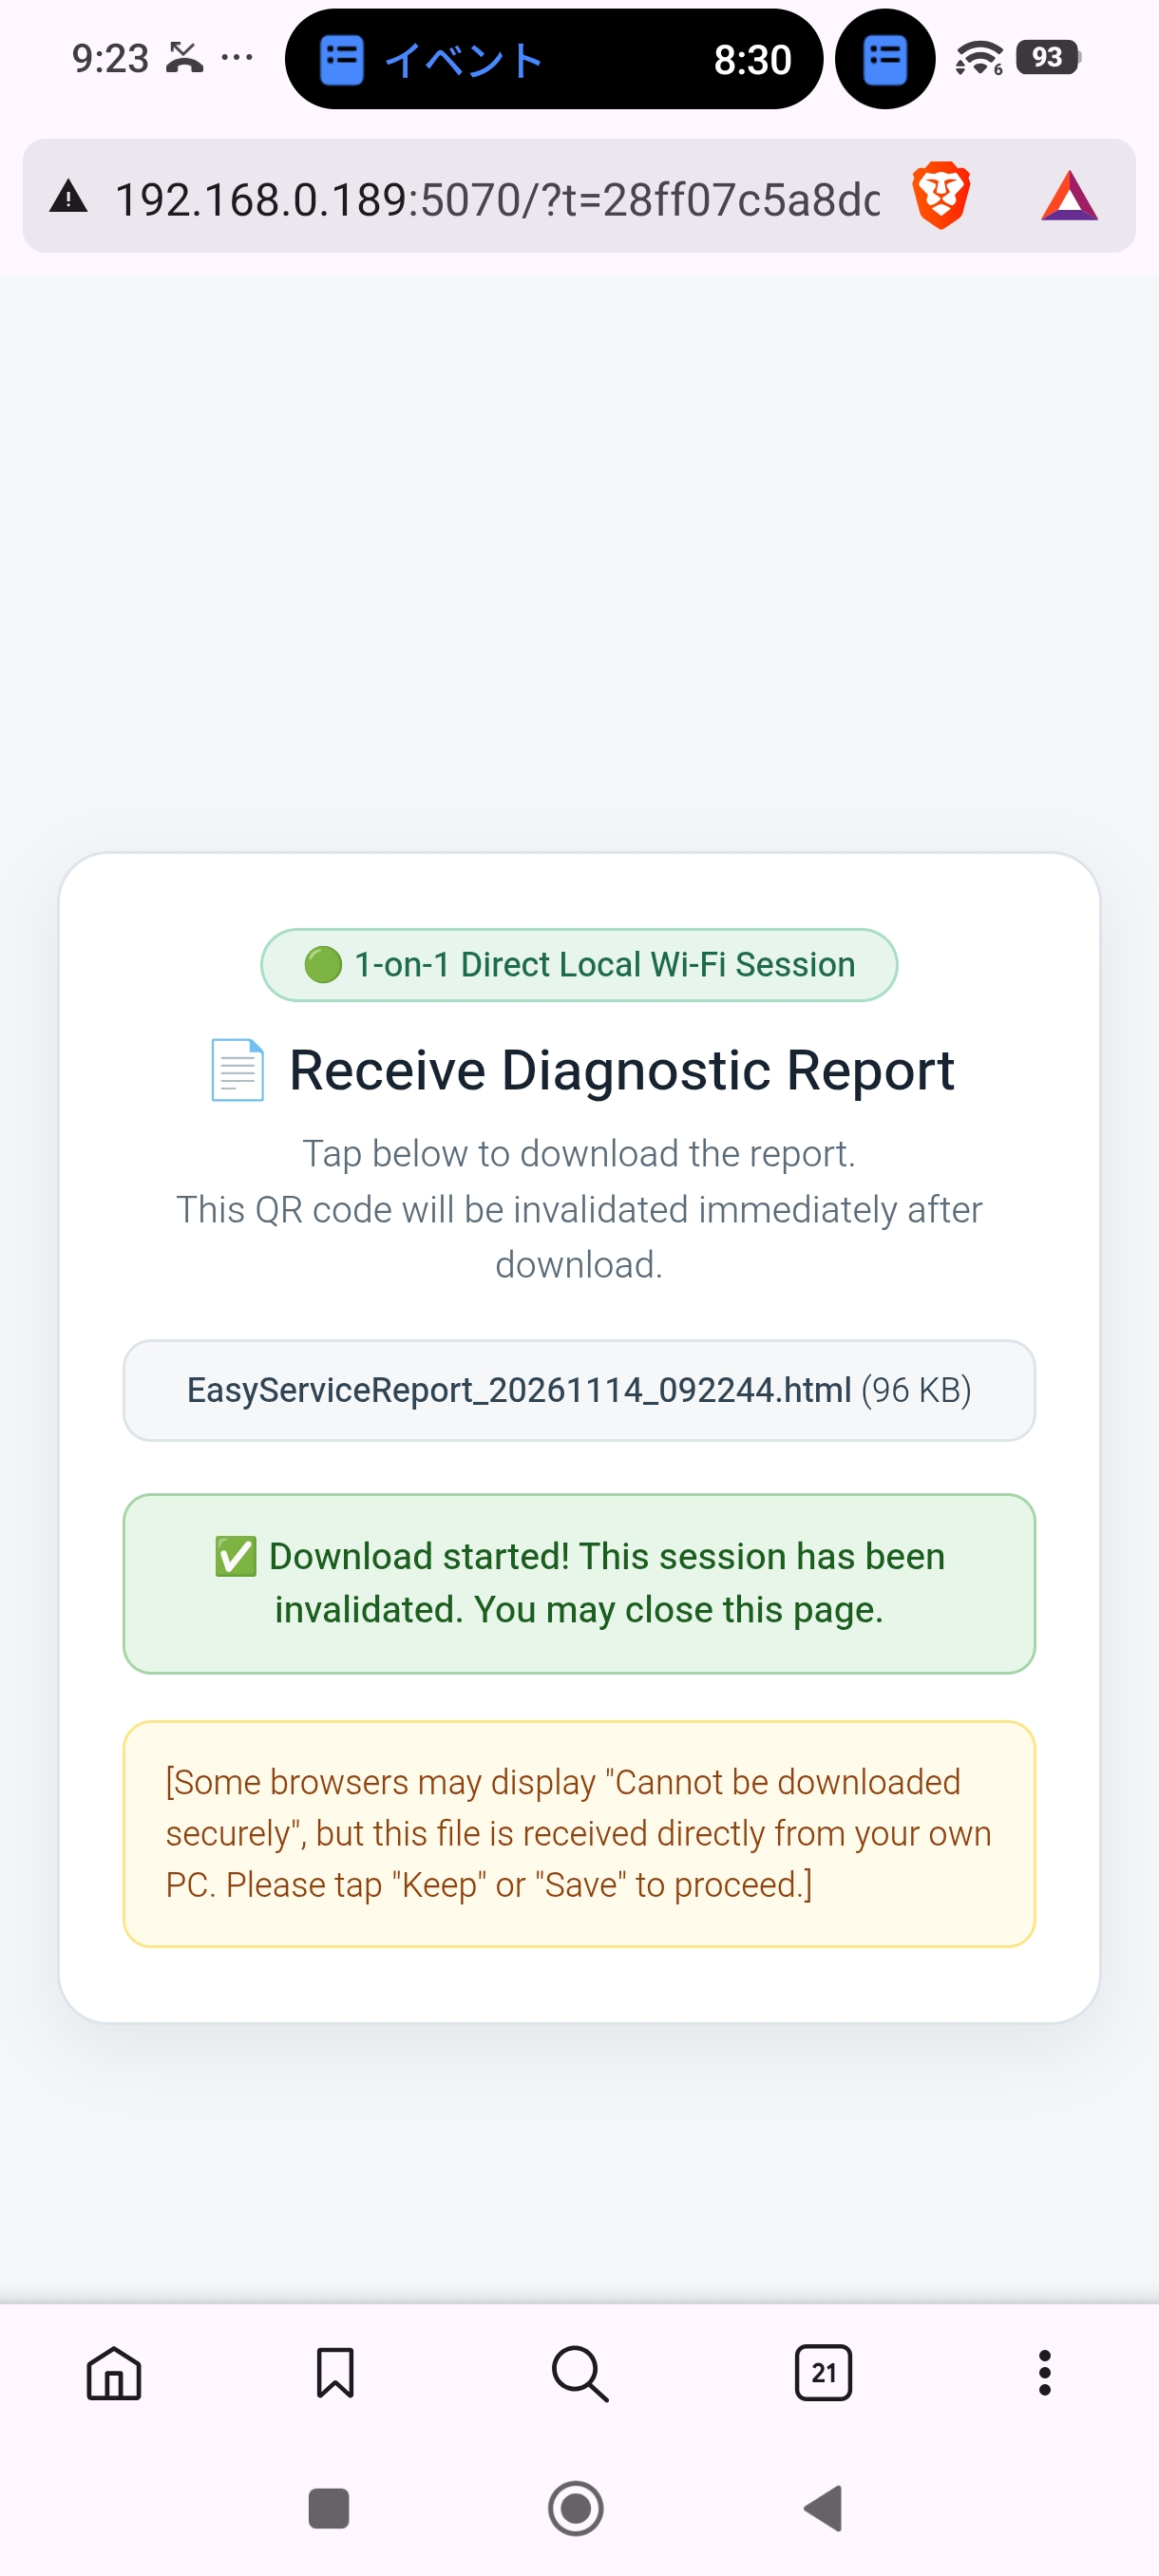 9:23
イベント 8:30
6
93
192.168.0.189:5070/?t=28ff07c5a8dc
1-on-1 Direct Local Wi-Fi Session
Receive Diagnostic Report
Tap below to download the report.
This QR code will be invalidated immediately after
download.
EasyServiceReport_20261114_092244.html (96 KB)
✅ Download started! This session has been
invalidated. You may close this page.
[Some browsers may display "Cannot be downloaded
securely", but this file is received directly from your own
PC. Please tap "Keep" or "Save" to proceed.]
21